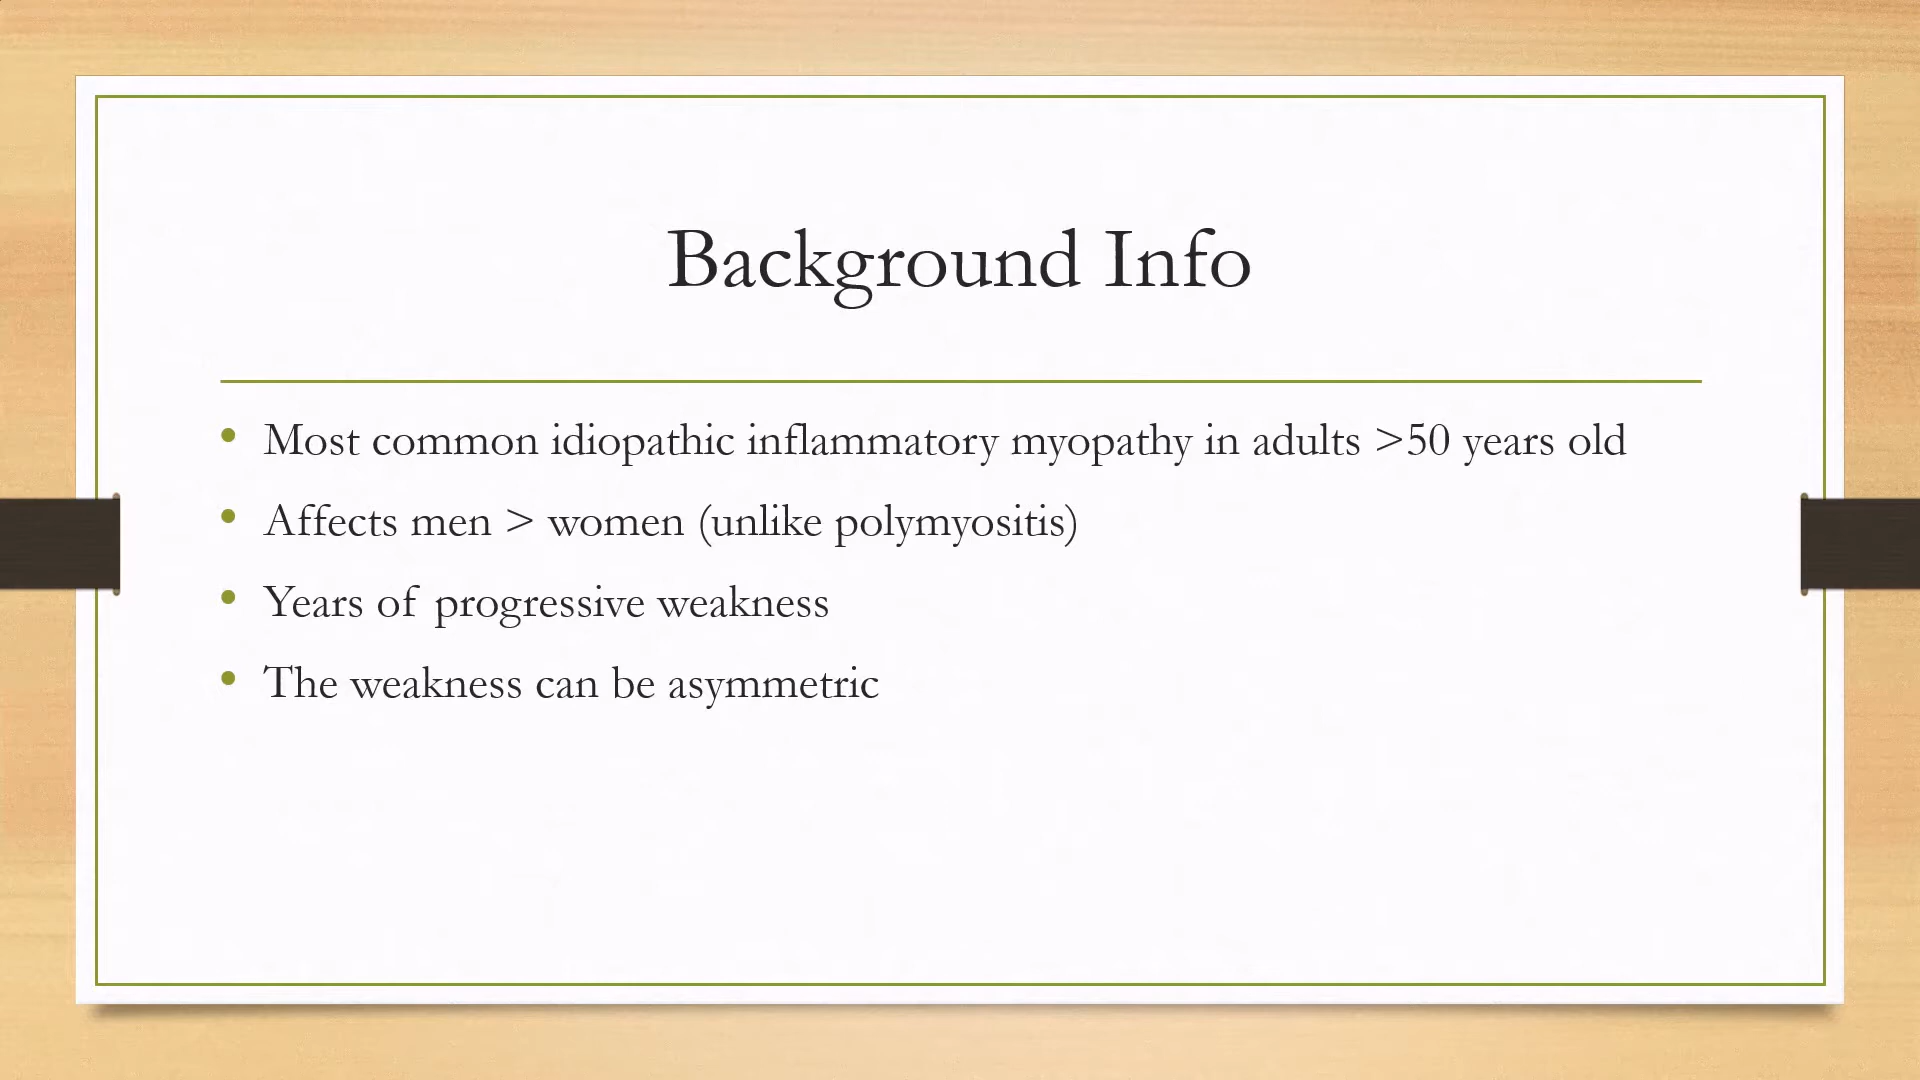 Background Info
• Most common idiopathic inflammatory myopathy in adults >50 years old
• Affects men > women (unlike polymyositis)
• Years of progressive weakness
• The weakness can be asymmetric